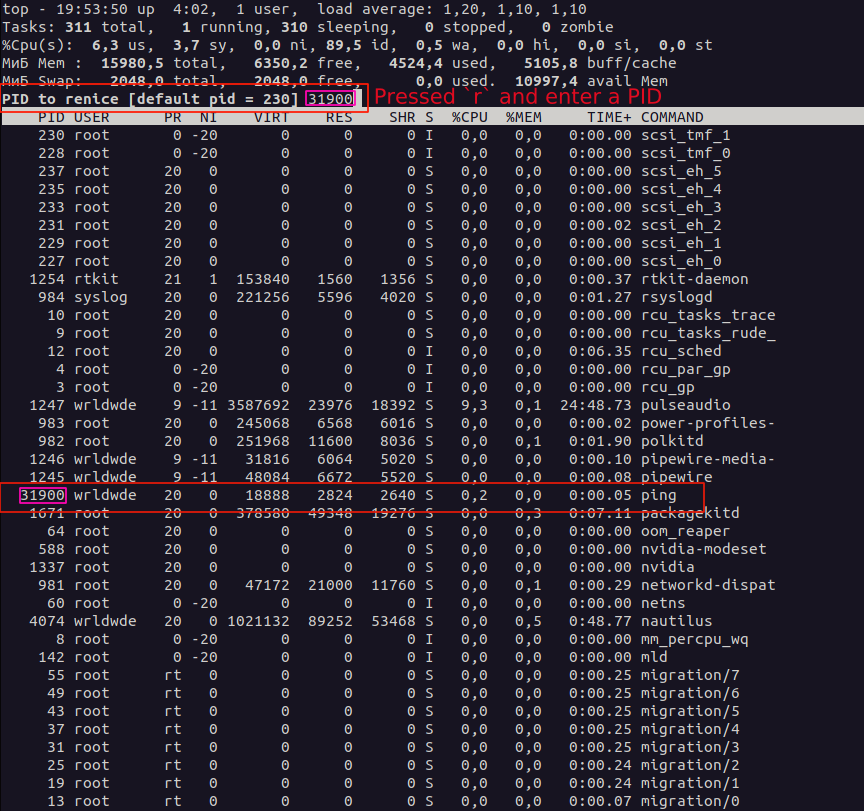 top - 19:53:50 up  4:02,  1 user,  load average: 1,20, 1,10, 1,10
Tasks: 311 total,   1 running, 310 sleeping,   0 stopped,   0 zombie
%Cpu(s):  6,3 us,  3,7 sy,  0,0 ni, 89,5 id,  0,5 wa,  0,0 hi,  0,0 si,  0,0 st
МиБ Mem :  15980,5 total,   6350,2 free,   4524,4 used,   5105,8 buff/cache
МиБ Swap:   2048,0 total,   2048,0 free,      0,0 used.  10997,4 avail Mem
PID to renice [default pid = 230] 31900 Pressed `r` and enter a PID
PID USER PR NI VIRT RES SHR S %CPU %MEM TIME+ COMMAND
230 root 0 -20 0 0 0 I 0,0 0,0 0:00.00 scsi_tmf_1
228 root 0 -20 0 0 0 I 0,0 0,0 0:00.00 scsi_tmf_0
237 root 20 0 0 0 0 S 0,0 0,0 0:00.00 scsi_eh_5
235 root 20 0 0 0 0 S 0,0 0,0 0:00.00 scsi_eh_4
233 root 20 0 0 0 0 S 0,0 0,0 0:00.00 scsi_eh_3
231 root 20 0 0 0 0 S 0,0 0,0 0:00.02 scsi_eh_2
229 root 20 0 0 0 0 S 0,0 0,0 0:00.00 scsi_eh_1
227 root 20 0 0 0 0 S 0,0 0,0 0:00.00 scsi_eh_0
1254 rtkit 21 1 153840 1560 1356 S 0,0 0,0 0:00.37 rtkit-daemon
984 syslog 20 0 221256 5596 4020 S 0,0 0,0 0:01.27 rsyslogd
10 root 20 0 0 0 0 S 0,0 0,0 0:00.00 rcu_tasks_trace
9 root 20 0 0 0 0 S 0,0 0,0 0:00.00 rcu_tasks_rude_
12 root 20 0 0 0 0 I 0,0 0,0 0:06.35 rcu_sched
4 root 0 -20 0 0 0 I 0,0 0,0 0:00.00 rcu_par_gp
3 root 0 -20 0 0 0 I 0,0 0,0 0:00.00 rcu_gp
1247 wrldwde 9 -11 3587692 23976 18392 S 9,3 0,1 24:48.73 pulseaudio
983 root 20 0 245068 6568 6016 S 0,0 0,0 0:00.02 power-profiles-
982 root 20 0 251968 11600 8036 S 0,0 0,1 0:01.90 polkitd
1246 wrldwde 9 -11 31816 6064 5020 S 0,0 0,0 0:00.10 pipewire-media-
1245 wrldwde 9 -11 48084 6672 5520 S 0,0 0,0 0:00.08 pipewire
31900 wrldwde 20 0 18888 2824 2640 S 0,2 0,0 0:00.05 ping
1671 root 20 0 378580 49348 19276 S 0,0 0,3 0:07.11 packagekitd
64 root 20 0 0 0 0 S 0,0 0,0 0:00.00 oom_reaper
588 root 20 0 0 0 0 S 0,0 0,0 0:00.00 nvidia-modeset
1337 root 20 0 0 0 0 S 0,0 0,0 0:00.00 nvidia
981 root 20 0 47172 21000 11760 S 0,0 0,1 0:00.29 networkd-dispat
60 root 0 -20 0 0 0 I 0,0 0,0 0:00.00 netns
4074 wrldwde 20 0 1021132 89252 53468 S 0,0 0,5 0:48.77 nautilus
8 root 0 -20 0 0 0 I 0,0 0,0 0:00.00 mm_percpu_wq
142 root 0 -20 0 0 0 I 0,0 0,0 0:00.00 mld
55 root rt 0 0 0 0 S 0,0 0,0 0:00.25 migration/7
49 root rt 0 0 0 0 S 0,0 0,0 0:00.25 migration/6
43 root rt 0 0 0 0 S 0,0 0,0 0:00.25 migration/5
37 root rt 0 0 0 0 S 0,0 0,0 0:00.25 migration/4
31 root rt 0 0 0 0 S 0,0 0,0 0:00.25 migration/3
25 root rt 0 0 0 0 S 0,0 0,0 0:00.24 migration/2
19 root rt 0 0 0 0 S 0,0 0,0 0:00.24 migration/1
13 root rt 0 0 0 0 S 0,0 0,0 0:00.07 migration/0